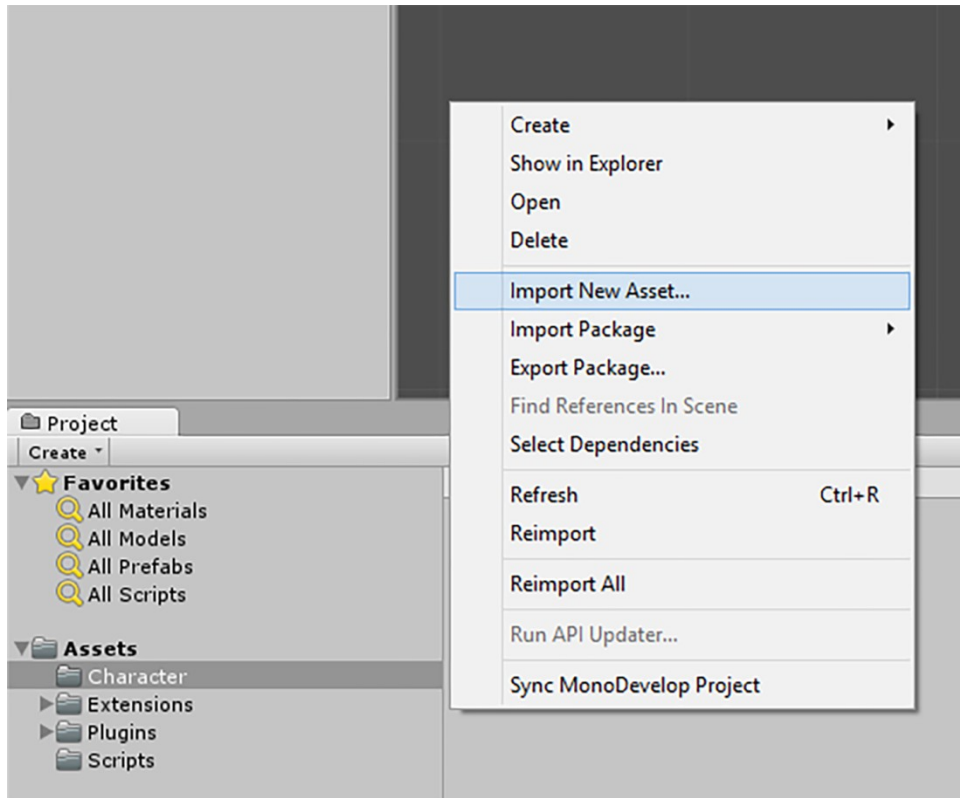 Create
Show in Explorer
Open
Delete
Import New Asset...
Import Package
Export Package...
Find References In Scene
Select Dependencies
Refresh Ctrl+R
Reimport
Reimport All
Run API Updater...
Sync MonoDevelop Project
Project
Create
Favorites
All Materials
All Models
All Prefabs
All Scripts
Assets
Character
Extensions
Plugins
Scripts